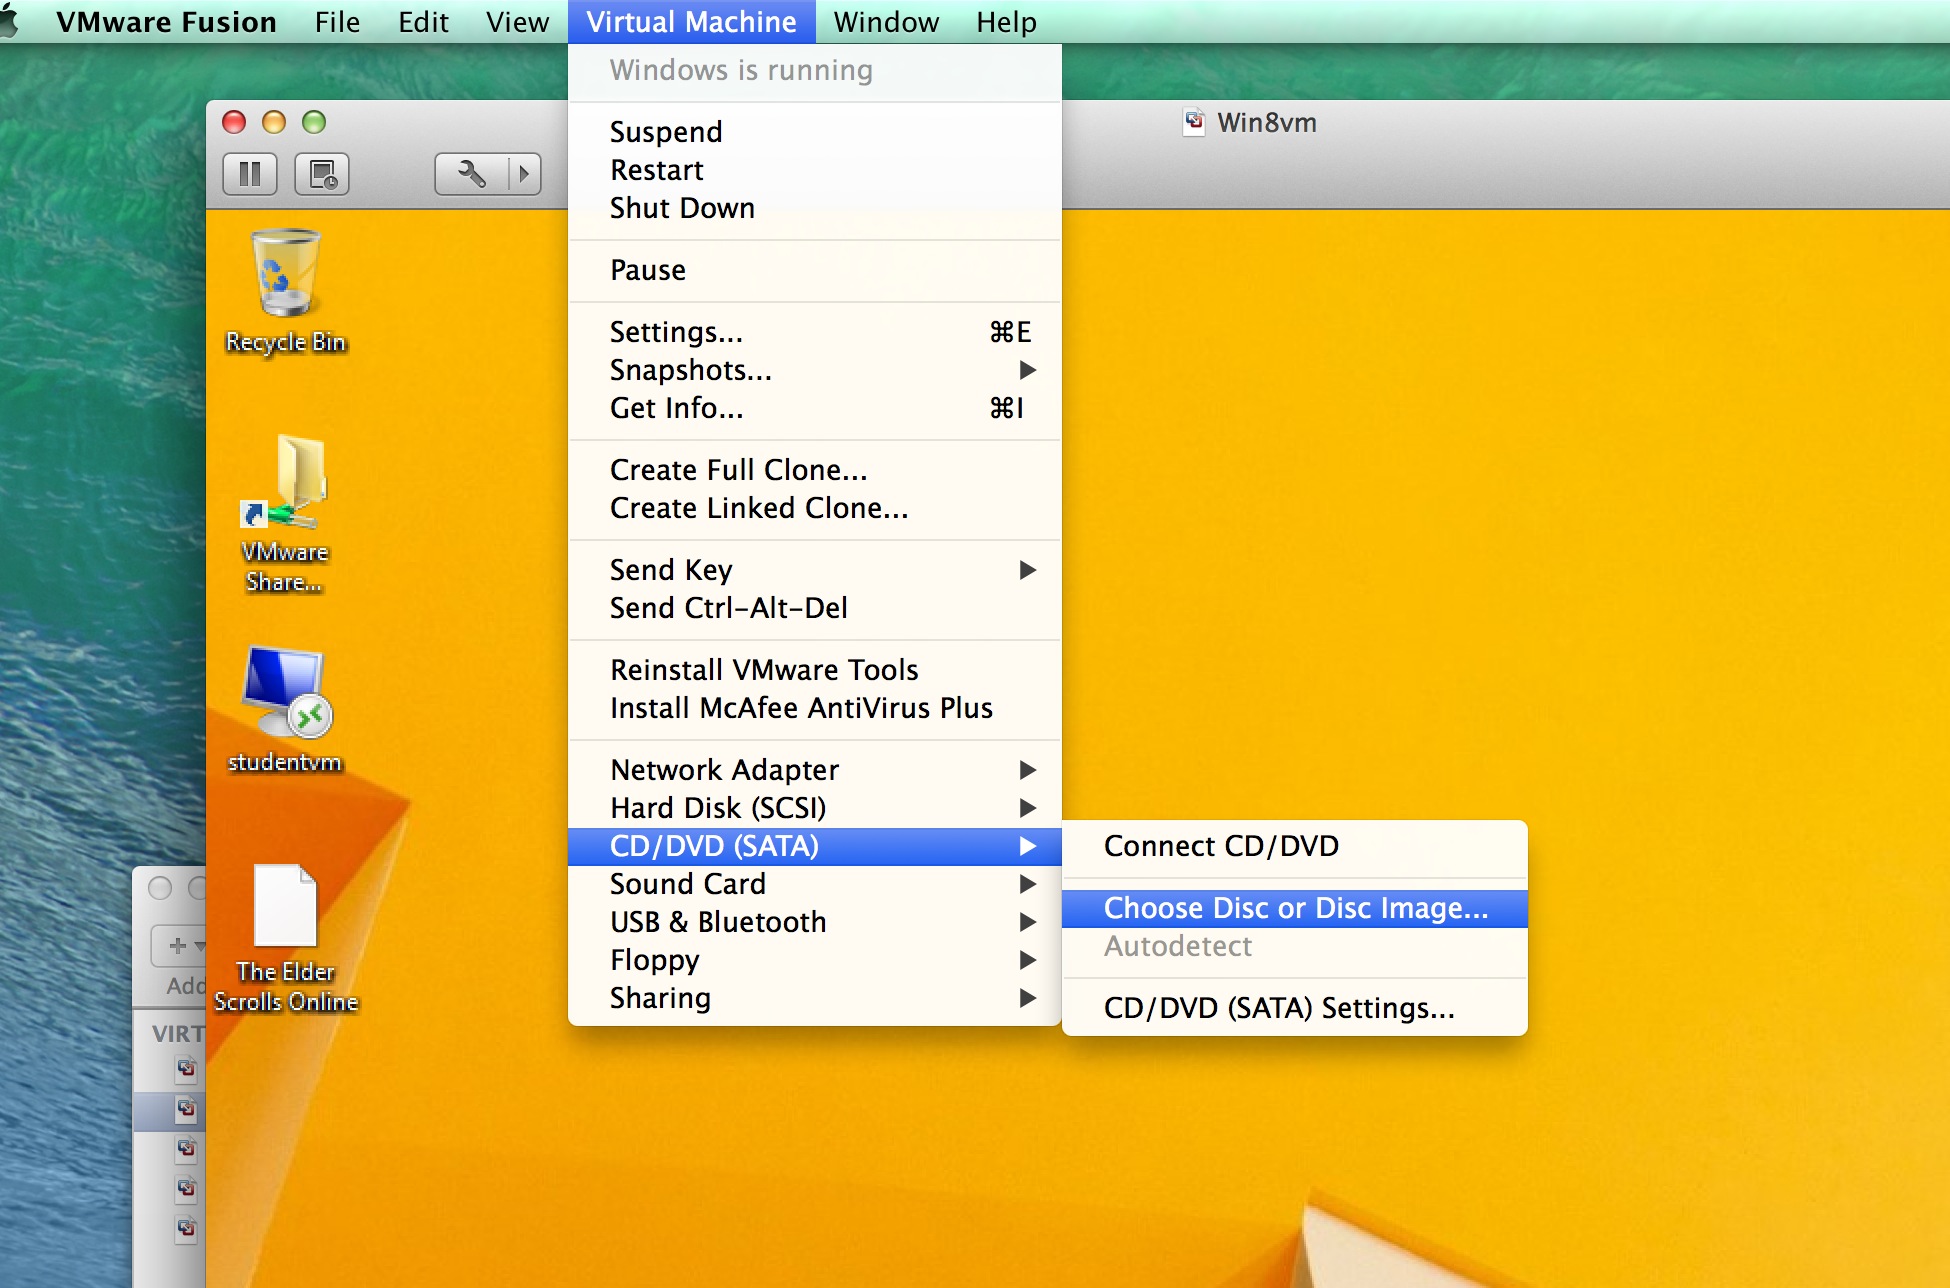 VMware Fusion File Edit View Virtual Machine Window Help
Windows is running
Suspend
Restart
Shut Down
Pause
Settings... ⌘E
Snapshots...
Get Info... ⌘I
Create Full Clone...
Create Linked Clone...
Send Key
Send Ctrl-Alt-Del
Reinstall VMware Tools
Install McAfee AntiVirus Plus
Network Adapter
Hard Disk (SCSI)
CD/DVD (SATA)
Sound Card
USB & Bluetooth
Floppy
Sharing
Connect CD/DVD
Choose Disc or Disc Image...
Autodetect
CD/DVD (SATA) Settings...
Win8vm
Recycle Bin
VMware
Share...
studentvm
The Elder
Scrolls Online
Add
VIRT